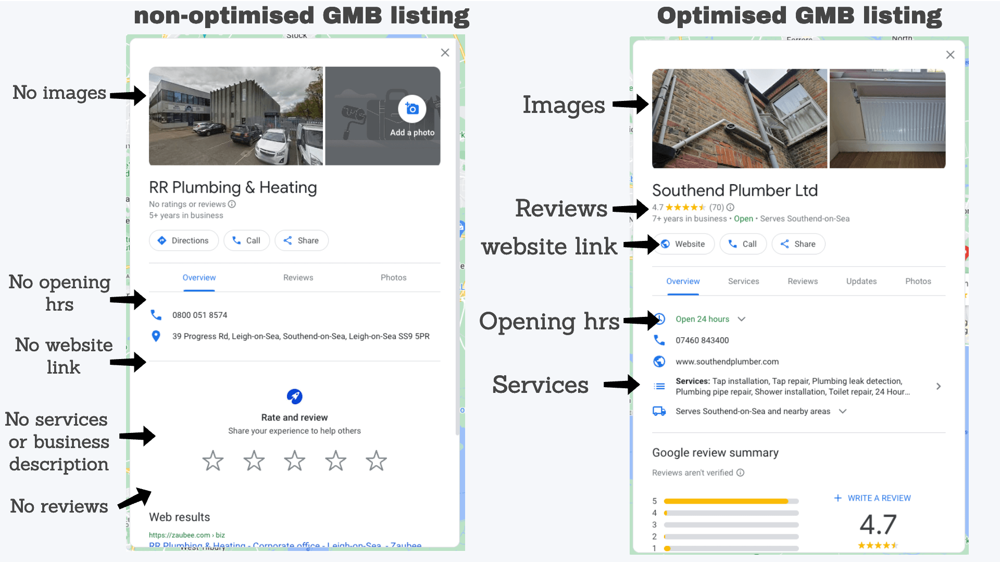 non-optimised GMB listing
No images
Add a photo
RR Plumbing & Heating
No ratings or reviews
5+ years in business
Directions
Call
Share
Overview
Reviews
Photos
No opening
hrs
0800 051 8574
39 Progress Rd, Leigh-on-Sea, Southend-on-Sea, Leigh-on-Sea SS9 5PR
No website
link
Rate and review
Share your experience to help others
No services
or business
description
No reviews
Web results
https://zaubee.com › biz
RR Plumbing & Heating - Corporate office - Leigh-on-Sea, - Zaubee
Stock
West Tilbury
Optimised GMB listing
North
Images
Southend Plumber Ltd
Reviews
4.7 (70)
7+ years in business · Open · Serves Southend-on-Sea
website link
Website
Call
Share
Overview
Services
Reviews
Updates
Photos
Opening hrs
Open 24 hours
07460 843400
www.southendplumber.com
Services
Services: Tap installation, Tap repair, Plumbing leak detection,
Plumbing pipe repair, Shower installation, Toilet repair, 24 Hour...
Serves Southend-on-Sea and nearby areas
Google review summary
Reviews aren't verified
5
4
3
2
1
+ WRITE A REVIEW
4.7